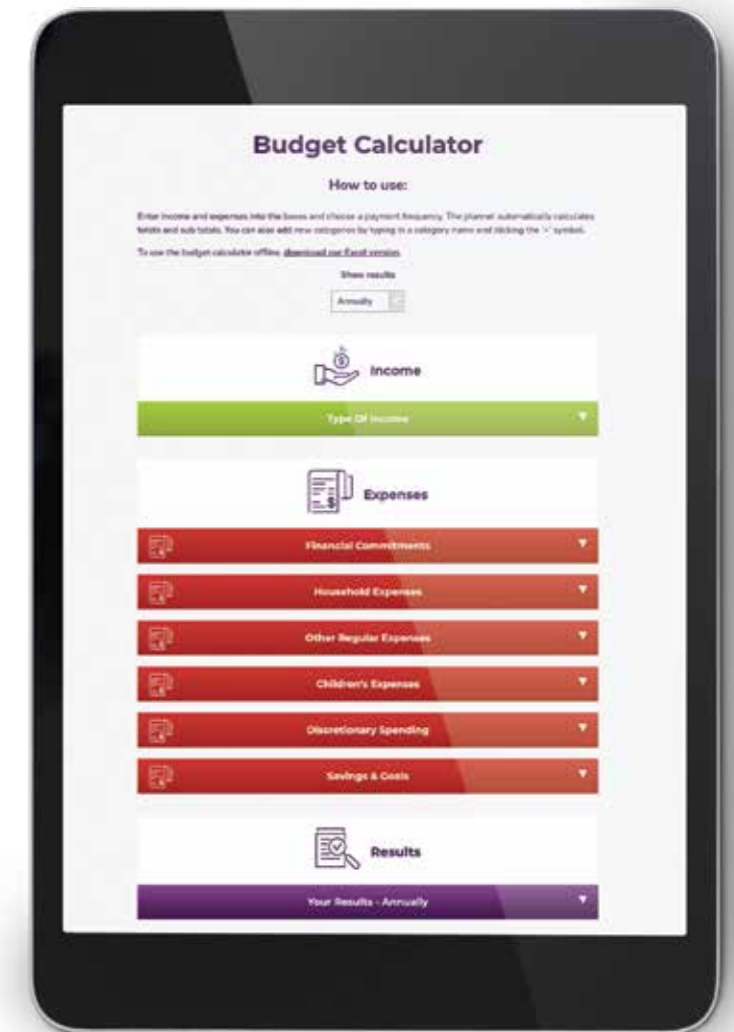 Budget Calculator
How to use:
Enter income and expenses into the boxes and choose a payment frequency. The planner automatically calculates
totals and sub totals. You can also add new categories by typing in a category name and clicking the '+' symbol.
To use the budget calculator offline, download our Excel version.
Show results
Annually
Income
Type Of Income
Expenses
Financial Commitments
Household Expenses
Other Regular Expenses
Children's Expenses
Discretionary Spending
Savings & Goals
Results
Your Results - Annually